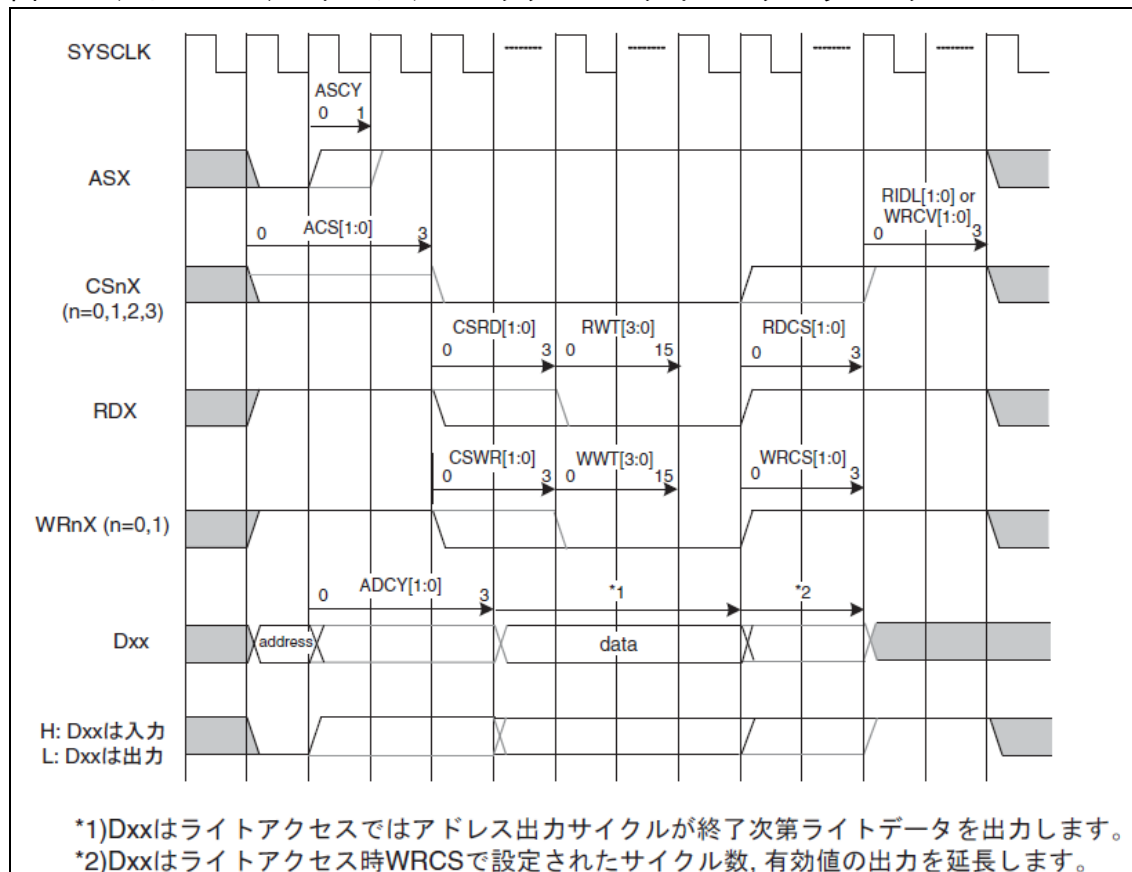 SYSCLK
ASCY
0 1
ASX
RIDL[1:0] or
WRCV[1:0]
0 3
0 ACS[1:0] 3
CSnX
(n=0,1,2,3)
CSRD[1:0] RWT[3:0] RDCS[1:0]
0 3 0 15 0 3
RDX
CSWR[1:0] WWT[3:0] WRCS[1:0]
0 3 0 15 0 3
WRnX (n=0,1)
0 ADCY[1:0] 3 *1 *2
Dxx address data
H: Dxxは入力
L: Dxxは出力
*1)Dxxはライトアクセスではアドレス出力サイクルが終了次第ライトデータを出力します。
*2)Dxxはライトアクセス時WRCSで設定されたサイクル数, 有効値の出力を延長します。